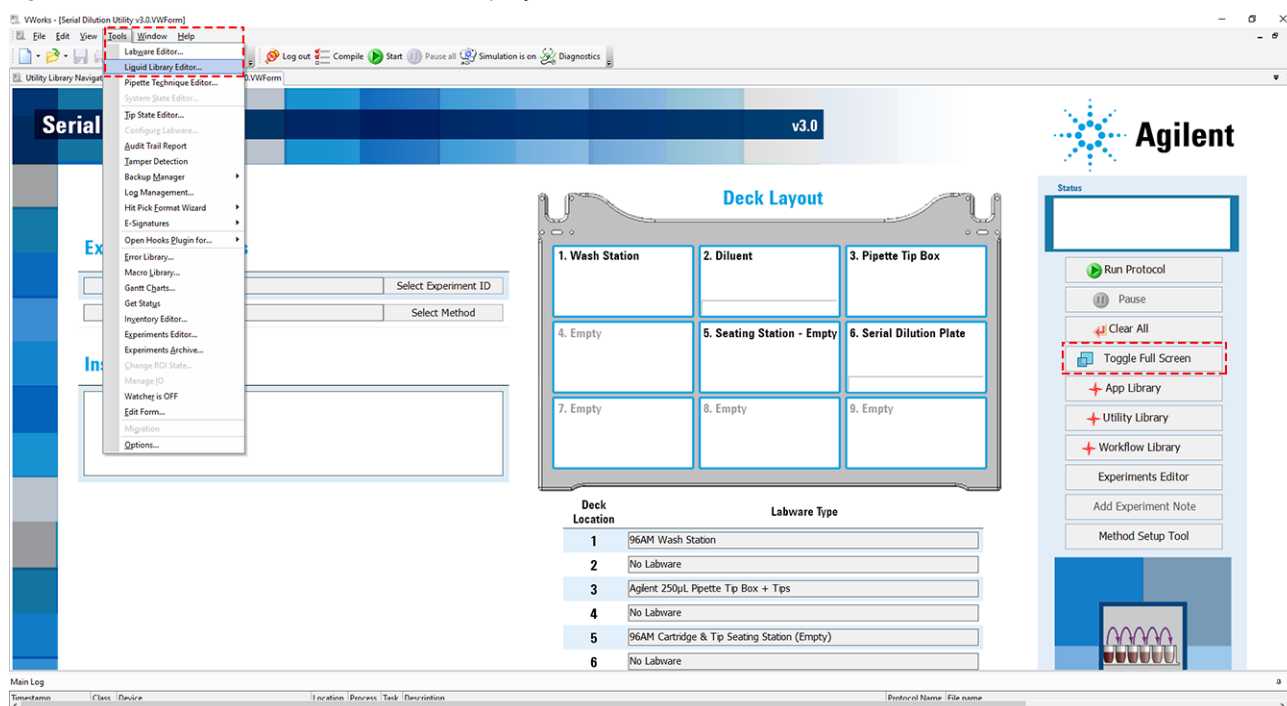 VWorks - [Serial Dilution Utility v3.0.VWForm]
File Edit View Tools Window Help
Log out Compile Start Pause all Simulation is on Diagnostics
Utility Library Navigat
0.VWForm
Labware Editor...
Liquid Library Editor...
Pipette Technique Editor...
System State Editor...
Tip State Editor...
Configure Labware...
Audit Trail Report
Tamper Detection
Backup Manager
Log Management...
Hit Pick Format Wizard
E-Signatures
Open Hooks Plugin for...
Error Library...
Macro Library...
Gantt Charts...
Get Status
Inventory Editor...
Experiments Editor...
Experiments Archive...
Change ROI State...
Manage IO
Watcher is OFF
Edit Form...
Migration
Options...
Serial
v3.0
Agilent
Ex
s
Select Experiment ID
Select Method
Ins
Deck Layout
1. Wash Station
2. Diluent
3. Pipette Tip Box
4. Empty
5. Seating Station - Empty
6. Serial Dilution Plate
7. Empty
8. Empty
9. Empty
Deck Location Labware Type
1 96AM Wash Station
2 No Labware
3 Agilent 250µL Pipette Tip Box + Tips
4 No Labware
5 96AM Cartridge & Tip Seating Station (Empty)
6 No Labware
Status
Run Protocol
Pause
Clear All
Toggle Full Screen
App Library
Utility Library
Workflow Library
Experiments Editor
Add Experiment Note
Method Setup Tool
Main Log
Timestamp Class Device Location Process Task Description Protocol Name File name